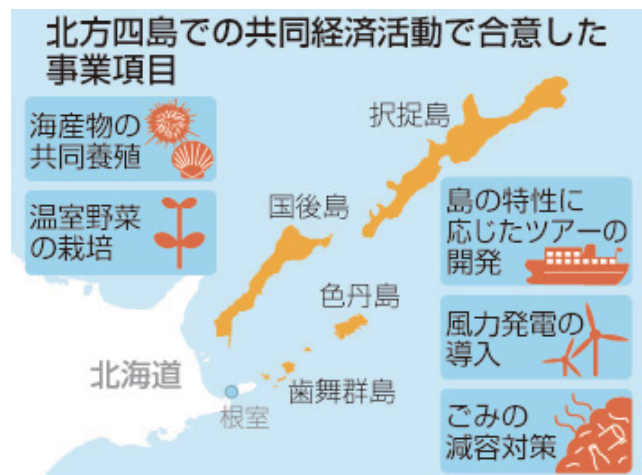 北方四島での共同経済活動で合意した
事業項目
海産物の
共同養殖
温室野菜
の栽培
択捉島
国後島
色丹島
歯舞群島
北海道
根室
島の特性に
応じたツアーの
開発
風力発電の
導入
ごみの
減容対策